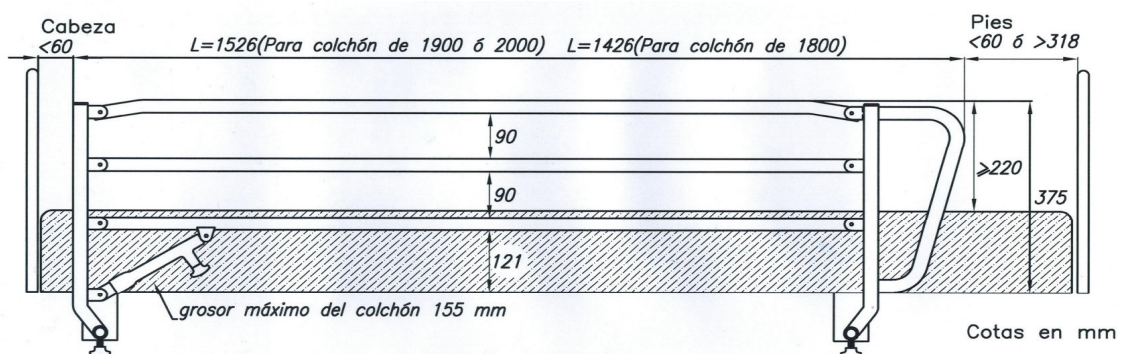 Cabeza
<60
L=1526(Para colchón de 1900 ó 2000) L=1426(Para colchón de 1800)
Pies
<60 ó >318
90
90
⩾220
375
121
grosor máximo del colchón 155 mm
Cotas en mm